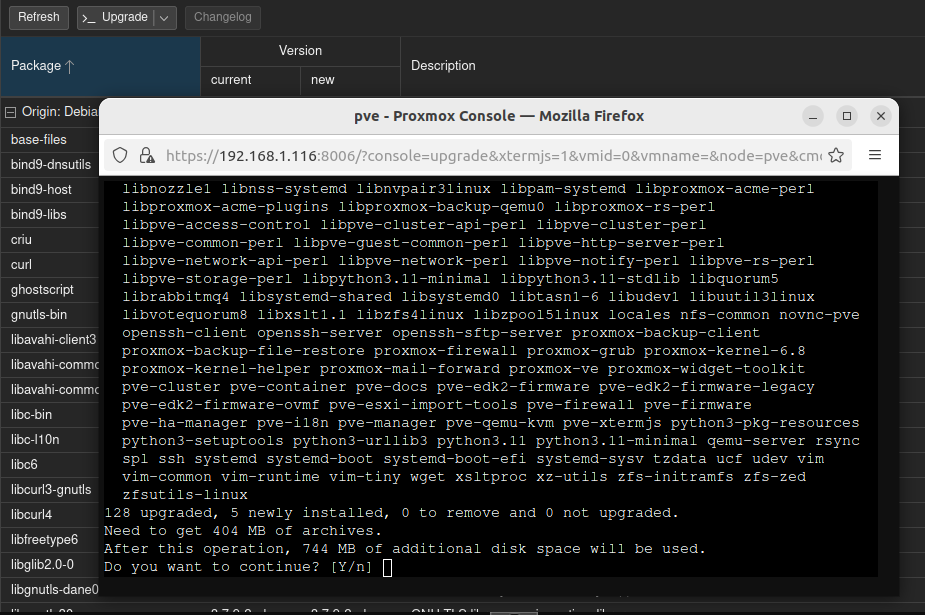 Refresh
>_ Upgrade
Changelog
Package
Version
current
new
Description
Origin: Debia
base-files
bind9-dnsutils
bind9-host
bind9-libs
criu
curl
ghostscript
gnutls-bin
libavahi-client3
libavahi-commo
libavahi-commo
libc-bin
libc-l10n
libc6
libcurl3-gnutls
libcurl4
libfreetype6
libglib2.0-0
libgnutls-dane0
pve - Proxmox Console — Mozilla Firefox
https://192.168.1.116:8006/?console=upgrade&xtermjs=1&vmid=0&vmname=&node=pve&cmd
libnozzle1 libnss-systemd libnvpair3linux libpam-systemd libproxmox-acme-perl
libproxmox-acme-plugins libproxmox-backup-qemu0 libproxmox-rs-perl
libpve-access-control libpve-cluster-api-perl libpve-cluster-perl
libpve-common-perl libpve-guest-common-perl libpve-http-server-perl
libpve-network-api-perl libpve-network-perl libpve-notify-perl libpve-rs-perl
libpve-storage-perl libpython3.11-minimal libpython3.11-stdlib libquorum5
librabbitmq4 libsystemd-shared libsystemd0 libtasn1-6 libudev1 libuutil3linux
libvotequorum8 libxslt1.1 libzfs4linux libzpool5linux locales nfs-common novnc-pve
openssh-client openssh-server openssh-sftp-server proxmox-backup-client
proxmox-backup-file-restore proxmox-firewall proxmox-grub proxmox-kernel-6.8
proxmox-kernel-helper proxmox-mail-forward proxmox-ve proxmox-widget-toolkit
pve-cluster pve-container pve-docs pve-edk2-firmware pve-edk2-firmware-legacy
pve-edk2-firmware-ovmf pve-esxi-import-tools pve-firewall pve-firmware
pve-ha-manager pve-i18n pve-manager pve-qemu-kvm pve-xtermjs python3-pkg-resources
python3-setuptools python3-urllib3 python3.11 python3.11-minimal qemu-server rsync
spl ssh systemd systemd-boot systemd-boot-efi systemd-sysv tzdata ucf udev vim
vim-common vim-runtime vim-tiny wget xsltproc xz-utils zfs-initramfs zfs-zed
zfsutils-linux
128 upgraded, 5 newly installed, 0 to remove and 0 not upgraded.
Need to get 404 MB of archives.
After this operation, 744 MB of additional disk space will be used.
Do you want to continue? [Y/n]